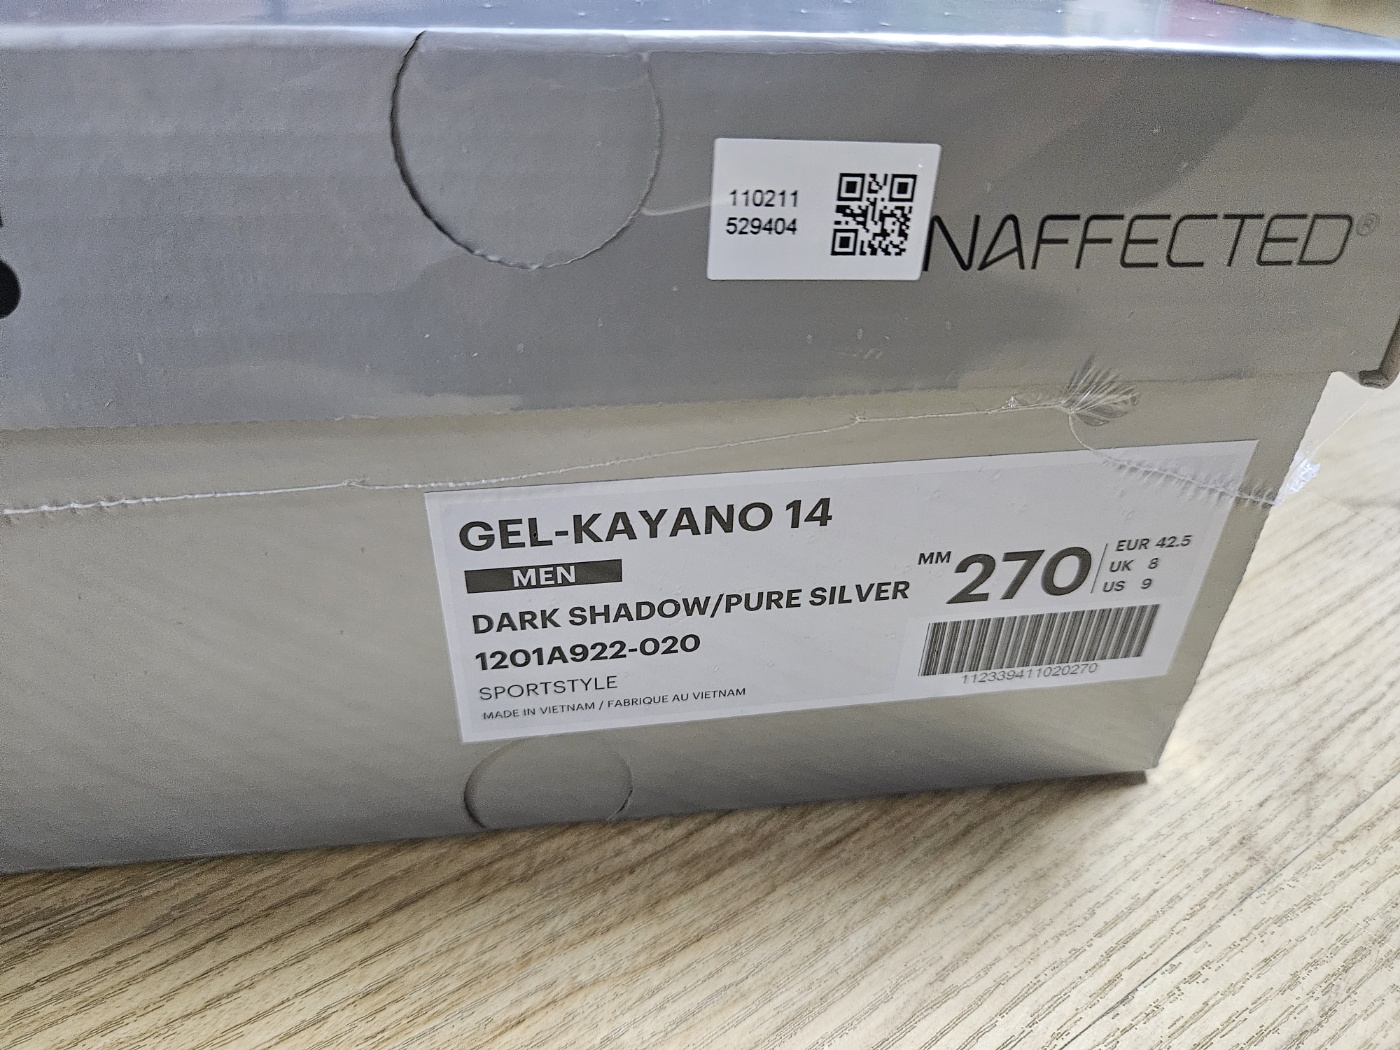 110211
529404
NAFFECTED®
GEL-KAYANO 14
MEN
DARK SHADOW/PURE SILVER
1201A922-020
SPORTSTYLE
MADE IN VIETNAM / FABRIQUE AU VIETNAM
MM 270
EUR 42.5
UK 8
US 9
112339411020270